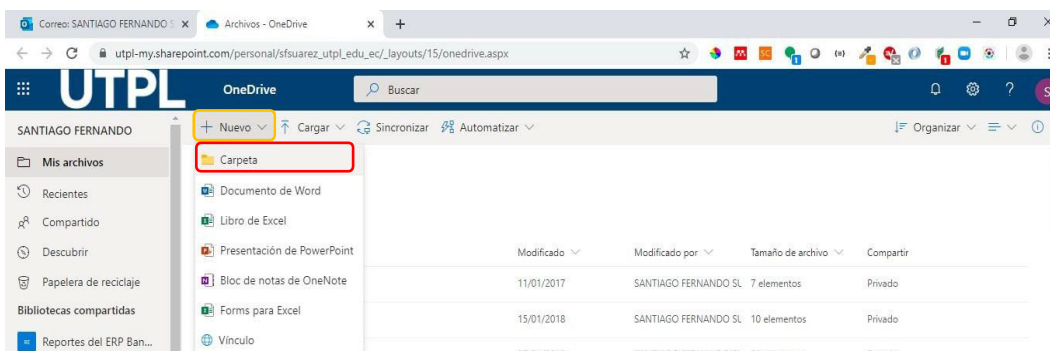 Correo: SANTIAGO FERNANDO S
Archivos - OneDrive
utpl-my.sharepoint.com/personal/sfsuarez_utpl_edu_ec/_layouts/15/onedrive.aspx
UTPL
OneDrive
Buscar
SANTIAGO FERNANDO
Nuevo Cargar Sincronizar Automatizar
Organizar
Mis archivos
Recientes
Compartido
Descubrir
Papelera de reciclaje
Bibliotecas compartidas
Reportes del ERP Ban...
Carpeta
Documento de Word
Libro de Excel
Presentación de PowerPoint
Bloc de notas de OneNote
Forms para Excel
Vínculo
Modificado Modificado por Tamaño de archivo Compartir
11/01/2017 SANTIAGO FERNANDO SU 7 elementos Privado
15/01/2018 SANTIAGO FERNANDO SU 10 elementos Privado